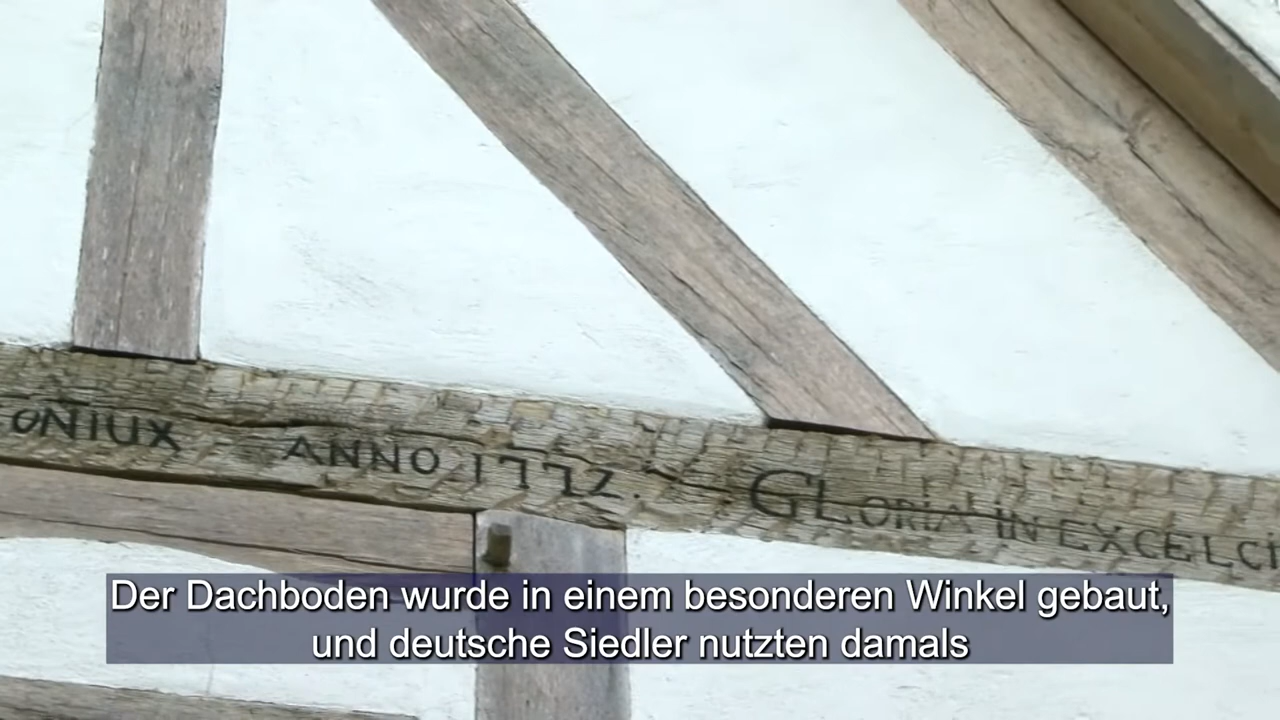 ONIUX ANNO 1772. GLORIA IN EXCELCI
Der Dachboden wurde in einem besonderen Winkel gebaut,
und deutsche Siedler nutzten damals